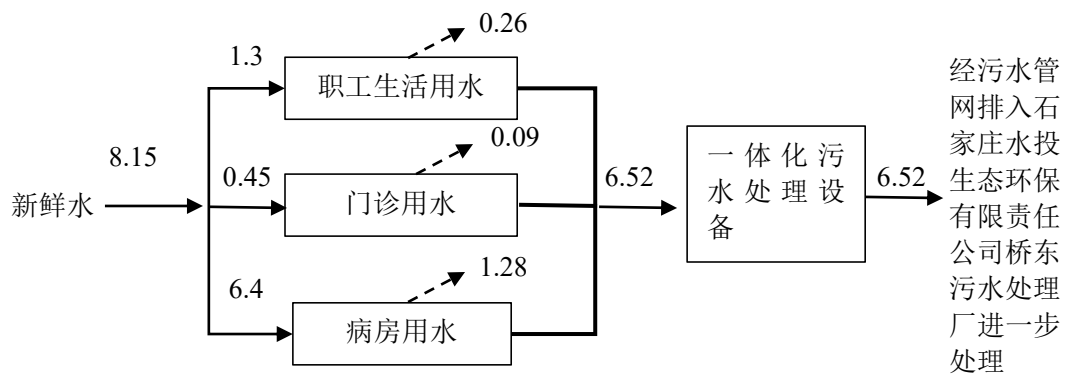 0.26
1.3
职工生活用水
8.15
0.09
新鲜水
0.45
门诊用水
6.52
一体化污
水处理设
备
6.52
1.28
6.4
病房用水
经污水管
网排入石
家庄水投
生态环保
有限责任
公司桥东
污水处理
厂进一步
处理